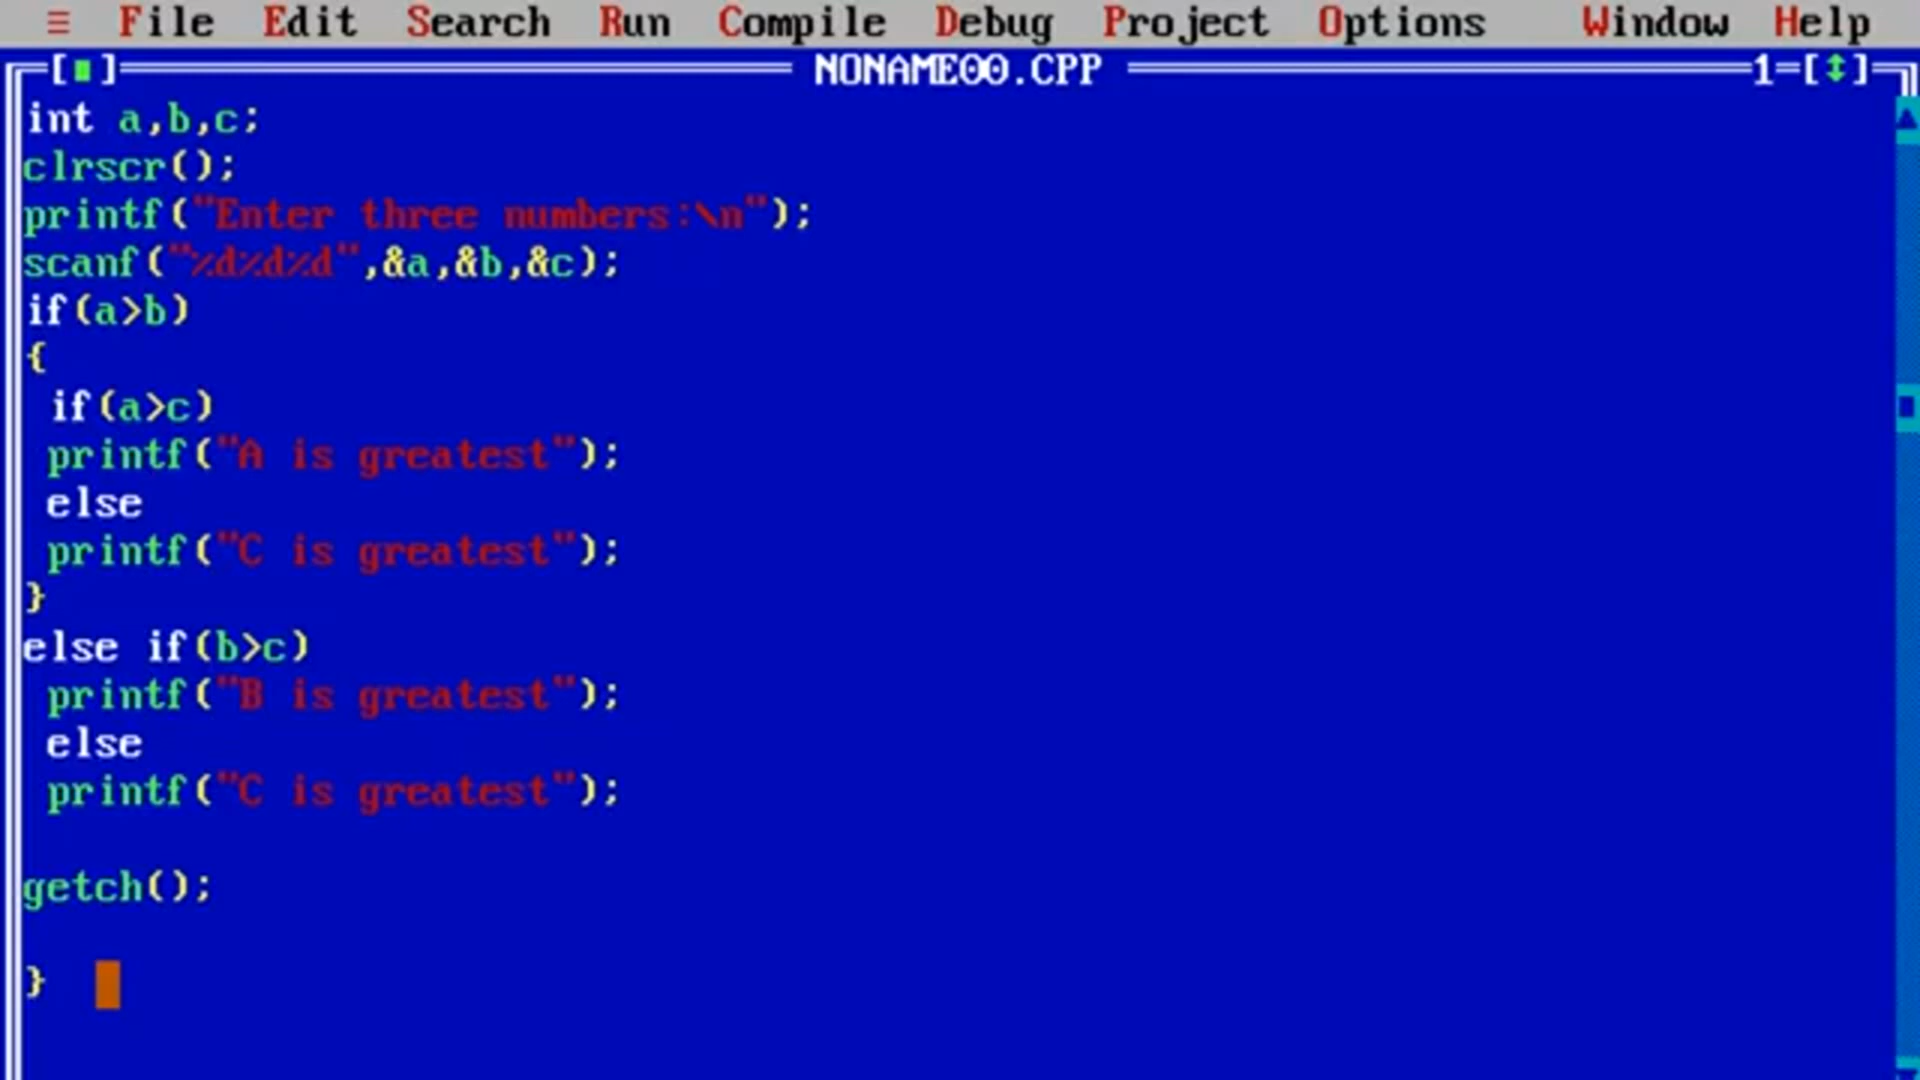 ≡ File Edit Search Run Compile Debug Project Options Window Help
[■] NONAME00.CPP 1=[↕]
int a,b,c;
clrscr();
printf("Enter three numbers:\n");
scanf("%d%d%d",&a,&b,&c);
if(a>b)
{
 if(a>c)
 printf("A is greatest");
 else
 printf("C is greatest");
}
else if(b>c)
 printf("B is greatest");
 else
 printf("C is greatest");
getch();
}